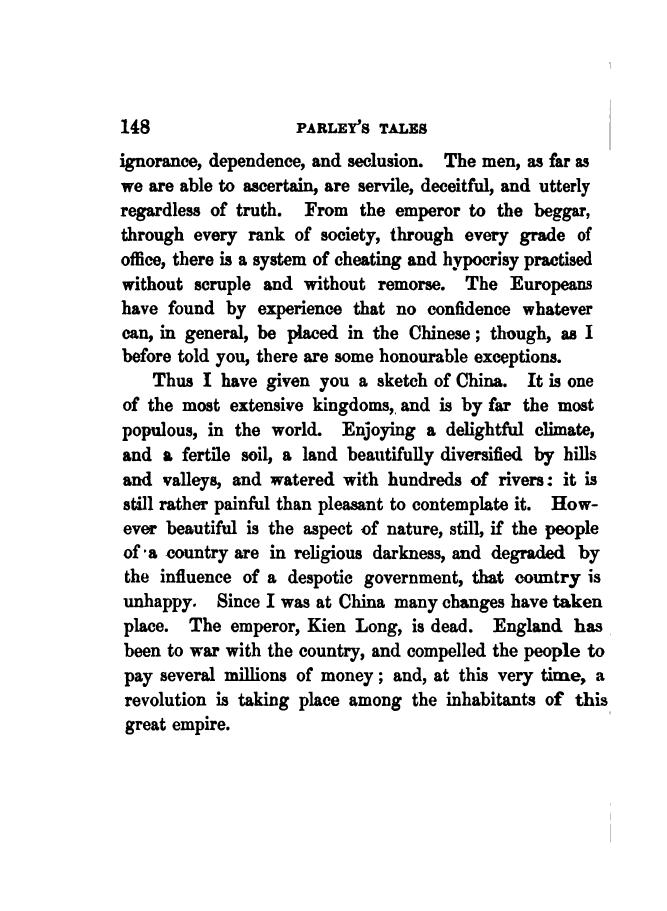 148 PARLEY'S TALES
ignorance, dependence, and seclusion. The men, as far as
we are able to ascertain, are servile, deceitful, and utterly
regardless of truth. From the emperor to the beggar,
through every rank of society, through every grade of
office, there is a system of cheating and hypocrisy practised
without scruple and without remorse. The Europeans
have found by experience that no confidence whatever
can, in general, be placed in the Chinese; though, as I
before told you, there are some honourable exceptions.
Thus I have given you a sketch of China. It is one
of the most extensive kingdoms, and is by far the most
populous, in the world. Enjoying a delightful climate,
and a fertile soil, a land beautifully diversified by hills
and valleys, and watered with hundreds of rivers: it is
still rather painful than pleasant to contemplate it. How-
ever beautiful is the aspect of nature, still, if the people
of a country are in religious darkness, and degraded by
the influence of a despotic government, that country is
unhappy. Since I was at China many changes have taken
place. The emperor, Kien Long, is dead. England has
been to war with the country, and compelled the people to
pay several millions of money; and, at this very time, a
revolution is taking place among the inhabitants of this
great empire.